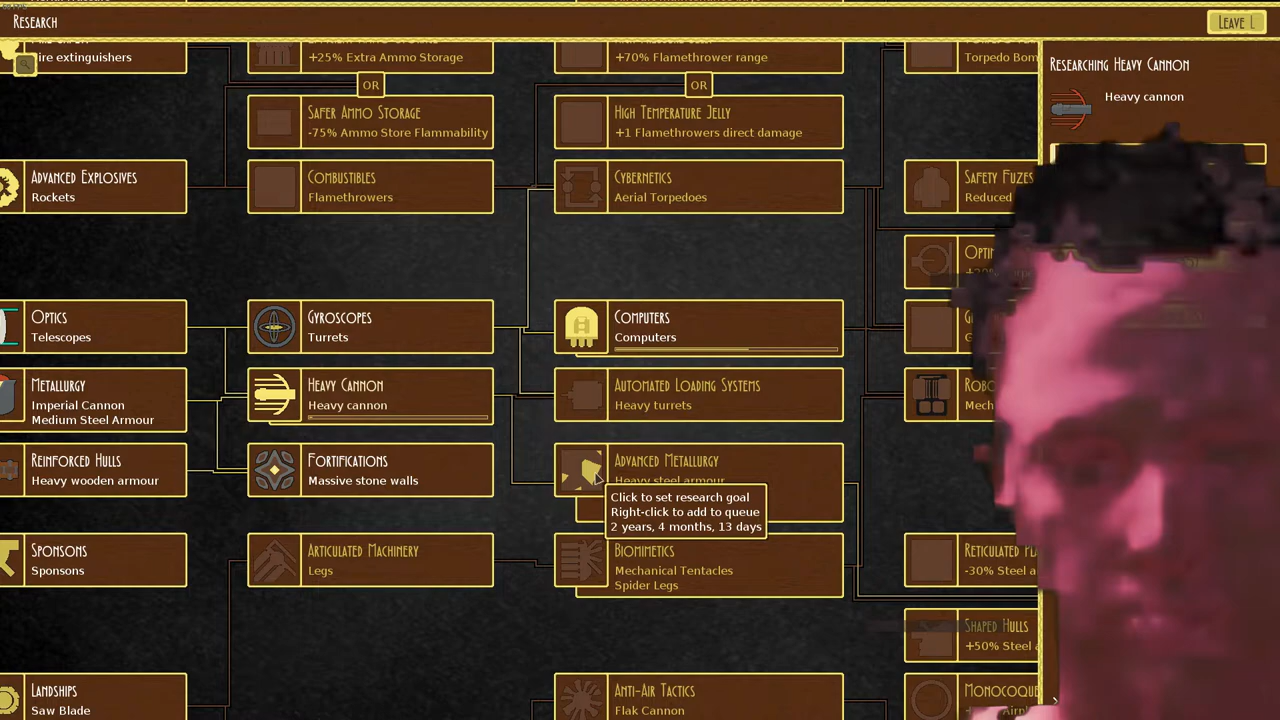 RESEARCH
LEAVE
ire extinguishers
+25% Extra Ammo Storage
+70% Flamethrower range
Torpedo Bom
OR
OR
SAFER AMMO STORAGE
-75% Ammo Store Flammability
HIGH TEMPERATURE JELLY
+1 Flamethrowers direct damage
RESEARCHING HEAVY CANNON
Heavy cannon
ADVANCED EXPLOSIVES
Rockets
COMBUSTIBLES
Flamethrowers
CYBERNETICS
Aerial Torpedoes
SAFETY FUZES
Reduced
OPTI
OPTICS
Telescopes
GYROSCOPES
Turrets
COMPUTERS
Computers
METALLURGY
Imperial Cannon
Medium Steel Armour
HEAVY CANNON
Heavy cannon
AUTOMATED LOADING SYSTEMS
Heavy turrets
ROBO
Mech
REINFORCED HULLS
Heavy wooden armour
FORTIFICATIONS
Massive stone walls
ADVANCED METALLURGY
Heavy steel armour
Click to set research goal
Right-click to add to queue
2 years, 4 months, 13 days
SPONSONS
Sponsons
ARTICULATED MACHINERY
Legs
BIOMIMETICS
Mechanical Tentacles
Spider Legs
RETICULATED PL
-30% Steel a
SHAPED HULLS
+50% Steel a
LANDSHIPS
Saw Blade
ANTI-AIR TACTICS
Flak Cannon
MONOCOQUE